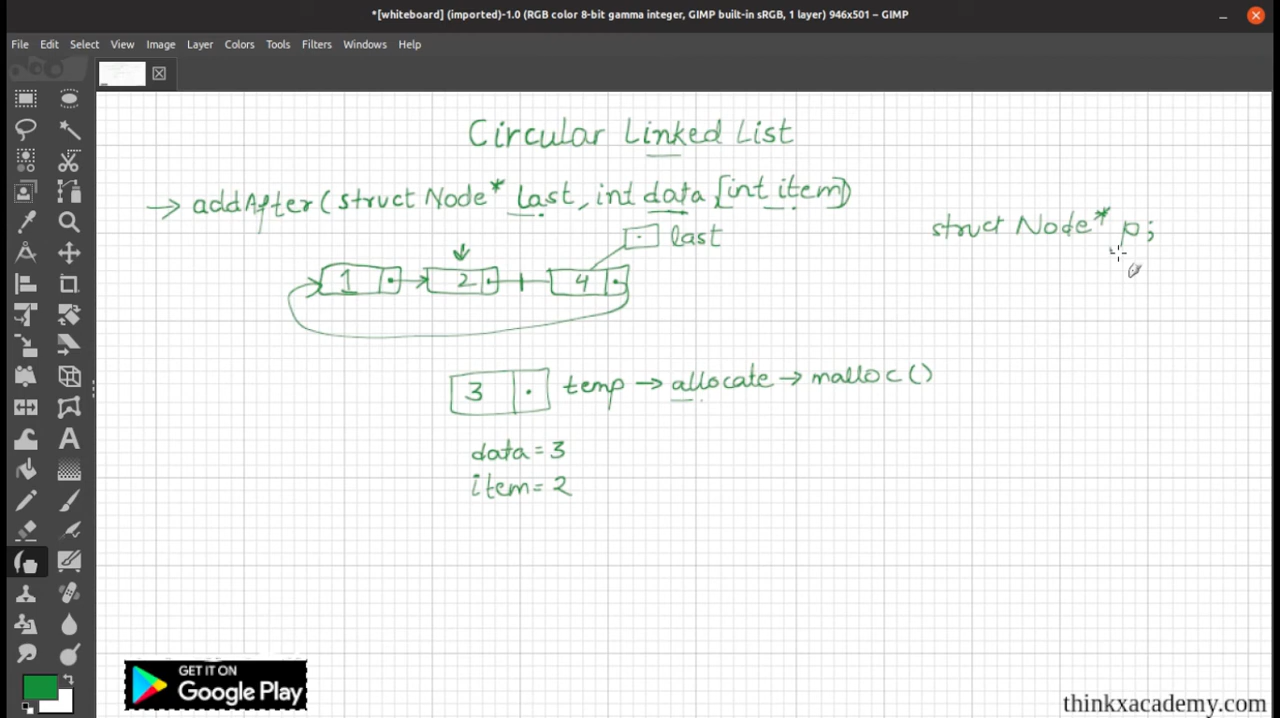 *[whiteboard] (imported)-1.0 (RGB color 8-bit gamma integer, GIMP built-in sRGB, 1 layer) 946x501 – GIMP
File Edit Select View Image Layer Colors Tools Filters Windows Help
Circular Linked List
→ addAfter(struct Node* last, int data, int item)
struct Node* p;
last
1 2 4
3 temp → allocate → malloc()
data = 3
item = 2
GET IT ON
Google Play
thinkxacademy.com